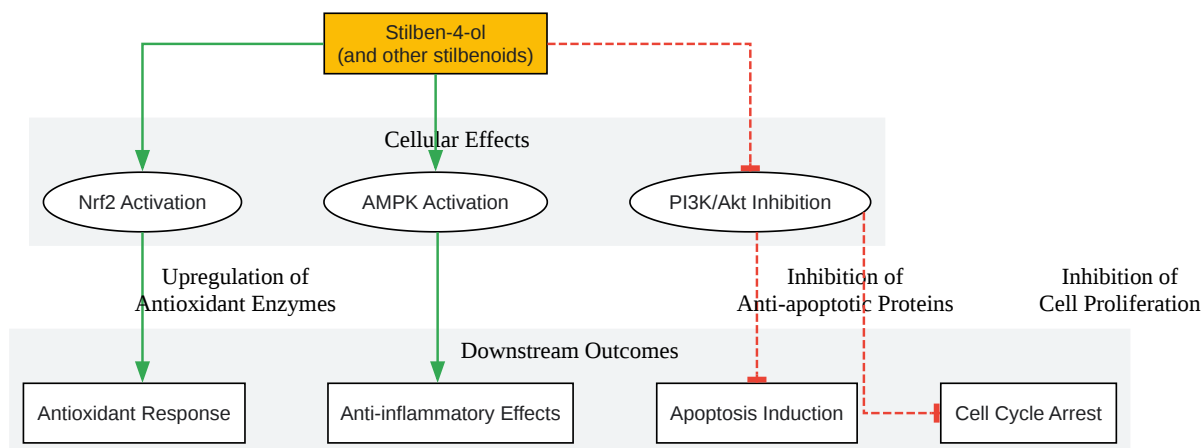 Stilben-4-ol
(and other stilbenoids)
Cellular Effects
Nrf2 Activation
AMPK Activation
PI3K/Akt Inhibition
Upregulation of
Antioxidant Enzymes
Inhibition of
Anti-apoptotic Proteins
Inhibition of
Cell Proliferation
Downstream Outcomes
Antioxidant Response
Anti-inflammatory Effects
Apoptosis Induction
Cell Cycle Arrest